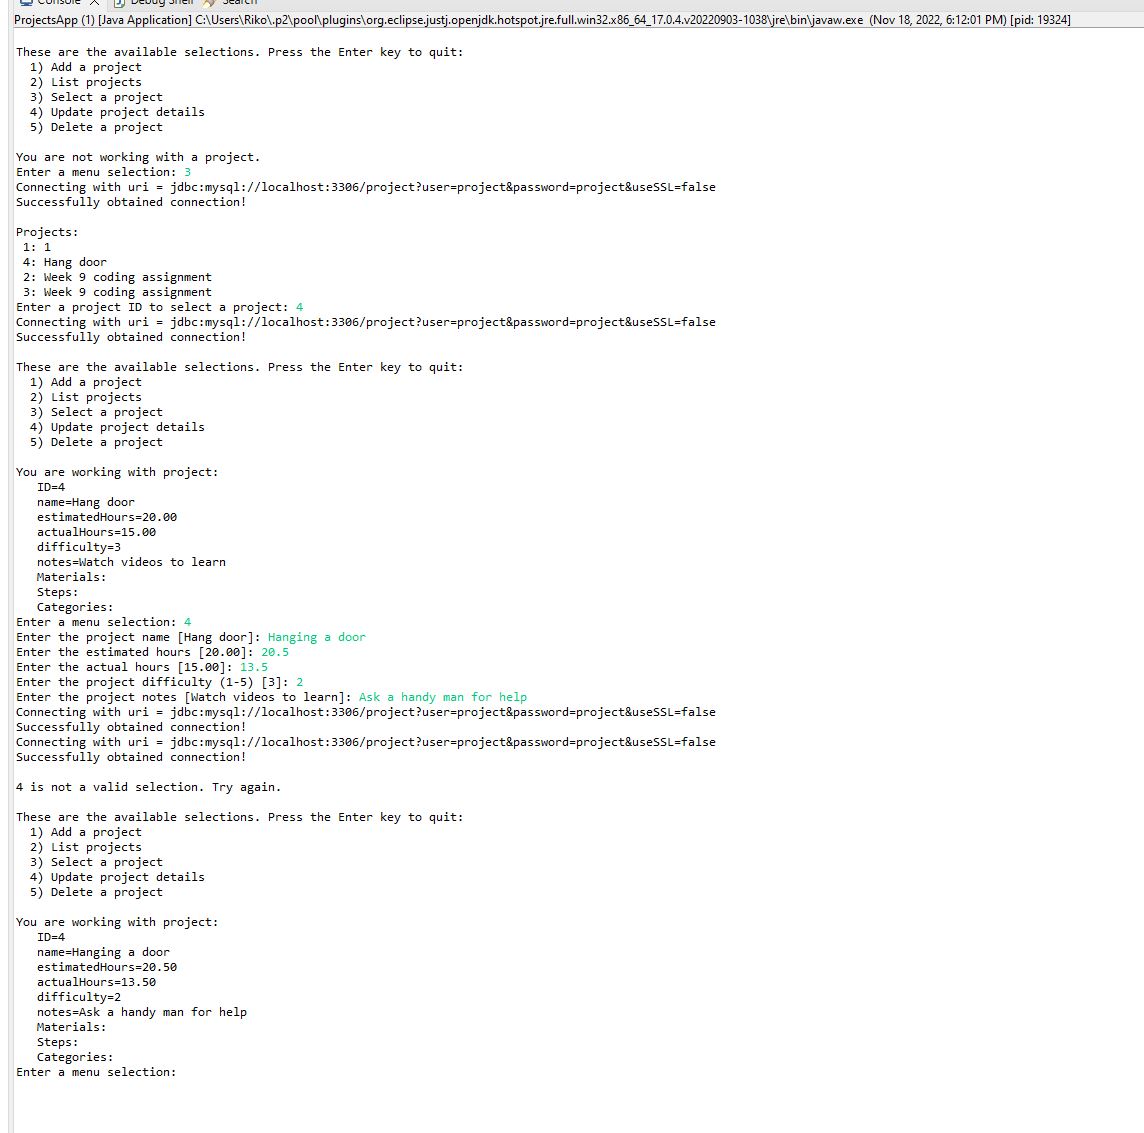 Console Debug Shell Search
ProjectsApp (1) [Java Application] C:\Users\Riko\.p2\pool\plugins\org.eclipse.justj.openjdk.hotspot.jre.full.win32.x86_64_17.0.4.v20220903-1038\jre\bin\javaw.exe (Nov 18, 2022, 6:12:01 PM) [pid: 19324]
These are the available selections. Press the Enter key to quit:
1) Add a project
2) List projects
3) Select a project
4) Update project details
5) Delete a project
You are not working with a project.
Enter a menu selection: 3
Connecting with uri = jdbc:mysql://localhost:3306/project?user=project&password=project&useSSL=false
Successfully obtained connection!
Projects:
1: 1
4: Hang door
2: Week 9 coding assignment
3: Week 9 coding assignment
Enter a project ID to select a project: 4
Connecting with uri = jdbc:mysql://localhost:3306/project?user=project&password=project&useSSL=false
Successfully obtained connection!
These are the available selections. Press the Enter key to quit:
1) Add a project
2) List projects
3) Select a project
4) Update project details
5) Delete a project
You are working with project:
ID=4
name=Hang door
estimatedHours=20.00
actualHours=15.00
difficulty=3
notes=Watch videos to learn
Materials:
Steps:
Categories:
Enter a menu selection: 4
Enter the project name [Hang door]: Hanging a door
Enter the estimated hours [20.00]: 20.5
Enter the actual hours [15.00]: 13.5
Enter the project difficulty (1-5) [3]: 2
Enter the project notes [Watch videos to learn]: Ask a handy man for help
Connecting with uri = jdbc:mysql://localhost:3306/project?user=project&password=project&useSSL=false
Successfully obtained connection!
Connecting with uri = jdbc:mysql://localhost:3306/project?user=project&password=project&useSSL=false
Successfully obtained connection!
4 is not a valid selection. Try again.
These are the available selections. Press the Enter key to quit:
1) Add a project
2) List projects
3) Select a project
4) Update project details
5) Delete a project
You are working with project:
ID=4
name=Hanging a door
estimatedHours=20.50
actualHours=13.50
difficulty=2
notes=Ask a handy man for help
Materials:
Steps:
Categories:
Enter a menu selection: